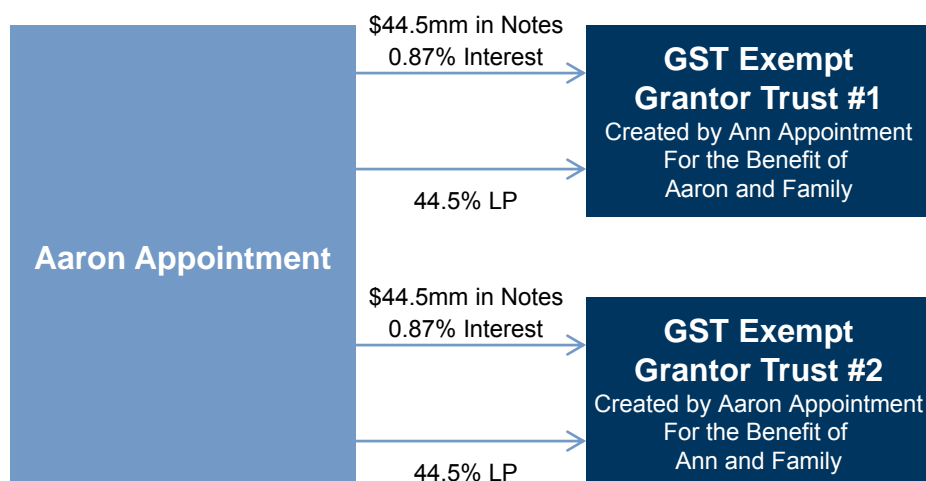 Aaron Appointment
$44.5mm in Notes
0.87% Interest
44.5% LP
GST Exempt
Grantor Trust #1
Created by Ann Appointment
For the Benefit of
Aaron and Family
$44.5mm in Notes
0.87% Interest
44.5% LP
GST Exempt
Grantor Trust #2
Created by Aaron Appointment
For the Benefit of
Ann and Family